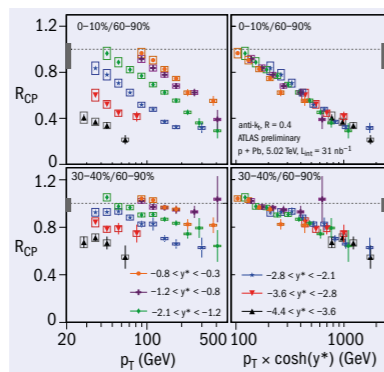 0–10%/60–90%
0–10%/60–90%
1.2
0.8
R_CP
0.4
0
anti-k_t, R = 0.4
ATLAS preliminary
p + Pb, 5.02 TeV, L_int = 31 nb⁻¹
30–40%/60–90%
30–40%/60–90%
1.2
0.8
R_CP
0.4
0
−0.8 < y* < −0.3
−1.2 < y* < −0.8
−2.1 < y* < −1.2
−2.8 < y* < −2.1
−3.6 < y* < −2.8
−4.4 < y* < −3.6
20 100 500 100 1000
p_T (GeV)
p_T × cosh(y*) (GeV)